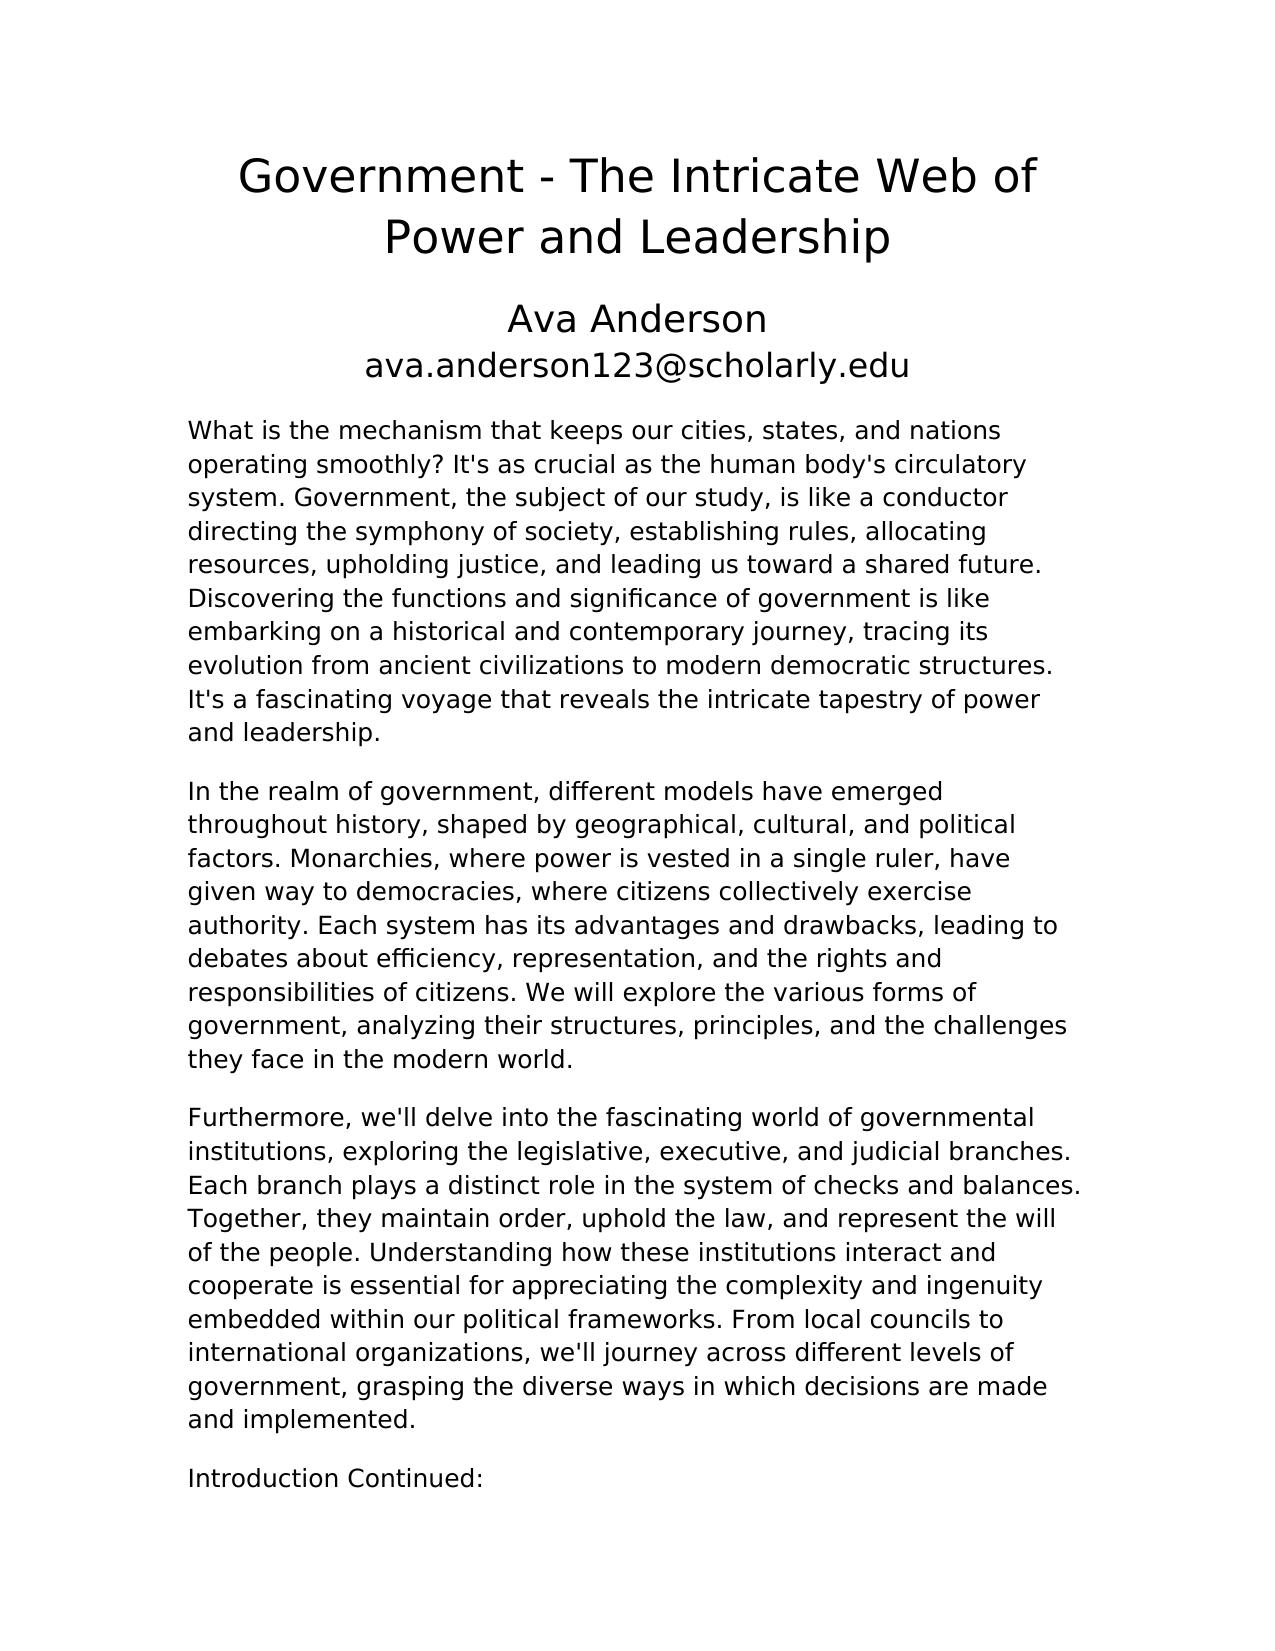 Government - The Intricate Web of
Power and Leadership
Ava Anderson
ava.anderson123@scholarly.edu
What is the mechanism that keeps our cities, states, and nations
operating smoothly? It's as crucial as the human body's circulatory
system. Government, the subject of our study, is like a conductor
directing the symphony of society, establishing rules, allocating
resources, upholding justice, and leading us toward a shared future.
Discovering the functions and significance of government is like
embarking on a historical and contemporary journey, tracing its
evolution from ancient civilizations to modern democratic structures.
It's a fascinating voyage that reveals the intricate tapestry of power
and leadership.
In the realm of government, different models have emerged
throughout history, shaped by geographical, cultural, and political
factors. Monarchies, where power is vested in a single ruler, have
given way to democracies, where citizens collectively exercise
authority. Each system has its advantages and drawbacks, leading to
debates about efficiency, representation, and the rights and
responsibilities of citizens. We will explore the various forms of
government, analyzing their structures, principles, and the challenges
they face in the modern world.
Furthermore, we'll delve into the fascinating world of governmental
institutions, exploring the legislative, executive, and judicial branches.
Each branch plays a distinct role in the system of checks and balances.
Together, they maintain order, uphold the law, and represent the will
of the people. Understanding how these institutions interact and
cooperate is essential for appreciating the complexity and ingenuity
embedded within our political frameworks. From local councils to
international organizations, we'll journey across different levels of
government, grasping the diverse ways in which decisions are made
and implemented.
Introduction Continued: